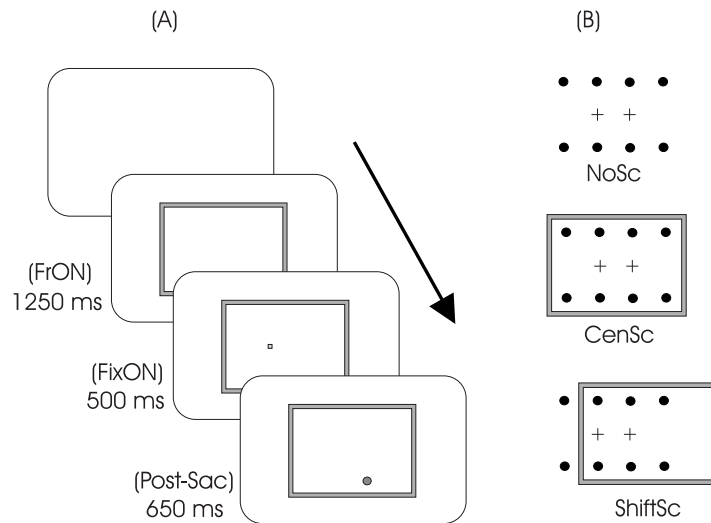 (A)
(B)
NoSc
(FrON)
1250 ms
CenSc
(FixON)
500 ms
(Post-Sac)
650 ms
ShiftSc